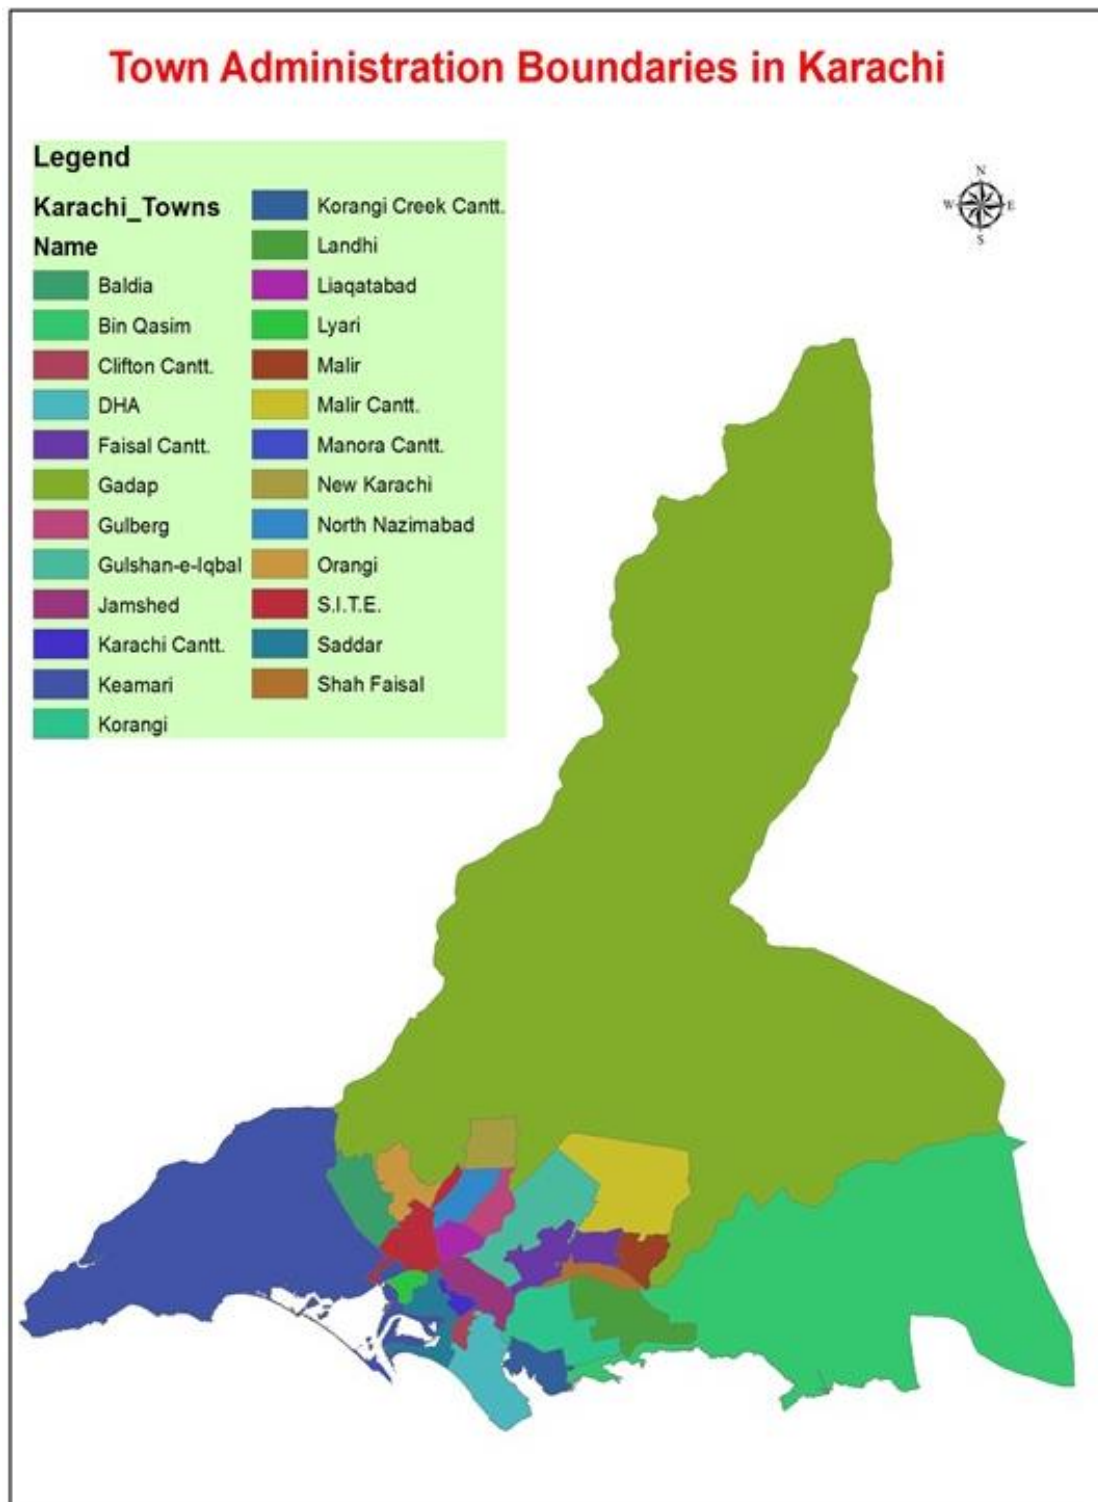 Town Administration Boundaries in Karachi
Legend
Karachi_Towns
Name
Baldia
Bin Qasim
Clifton Cantt.
DHA
Faisal Cantt.
Gadap
Gulberg
Gulshan-e-Iqbal
Jamshed
Karachi Cantt.
Keamari
Korangi
Korangi Creek Cantt.
Landhi
Liaqatabad
Lyari
Malir
Malir Cantt.
Manora Cantt.
New Karachi
North Nazimabad
Orangi
S.I.T.E.
Saddar
Shah Faisal
N
W E
S